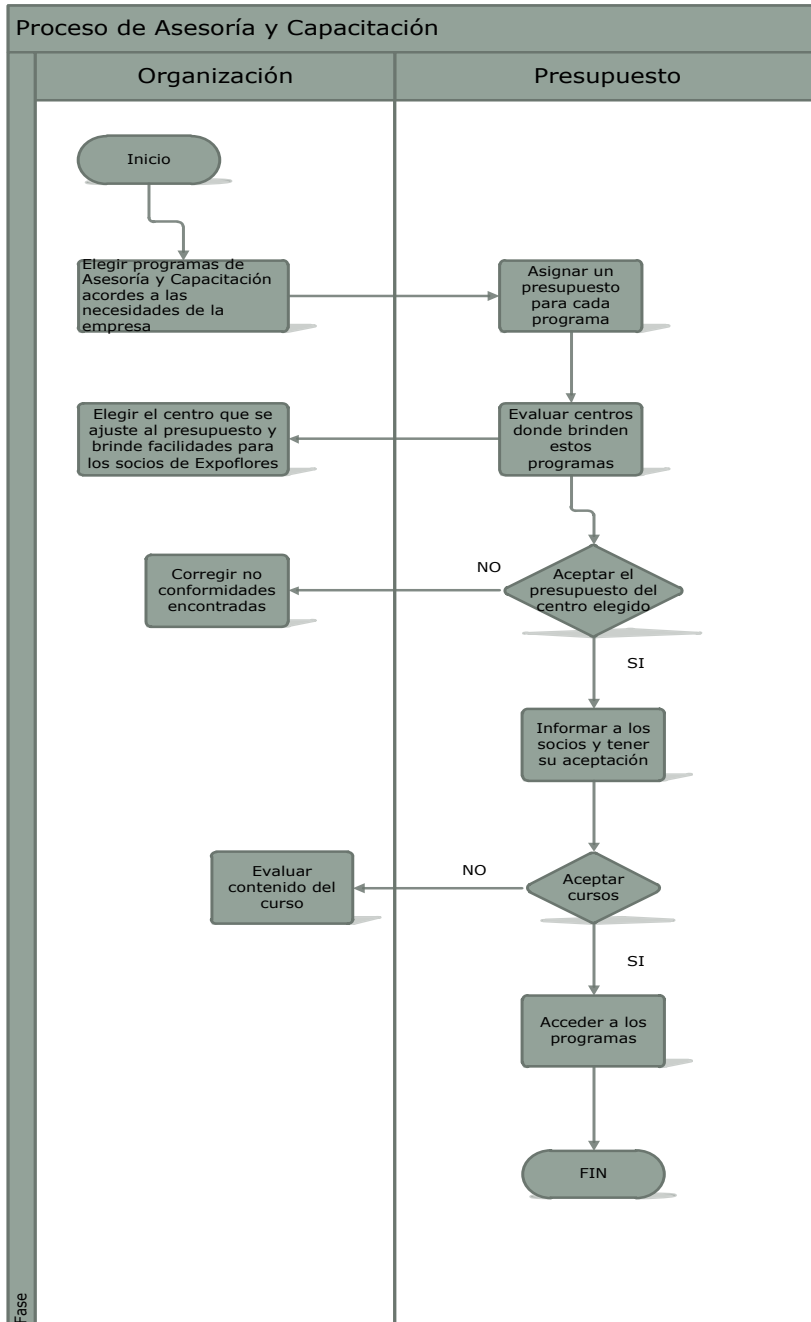 Proceso de Asesoría y Capacitación
Organización
Presupuesto
Inicio
Elegir programas de
Asesoría y Capacitación
acordes a las
necesidades de la
empresa
Asignar un
presupuesto
para cada
programa
Elegir el centro que se
ajuste al presupuesto y
brinde facilidades para
los socios de Expoflores
Evaluar centros
donde brinden
estos
programas
Corregir no
conformidades
encontradas
NO
Aceptar el
presupuesto del
centro elegido
SI
Informar a los
socios y tener
su aceptación
Evaluar
contenido del
curso
NO
Aceptar
cursos
SI
Acceder a los
programas
FIN
Fase